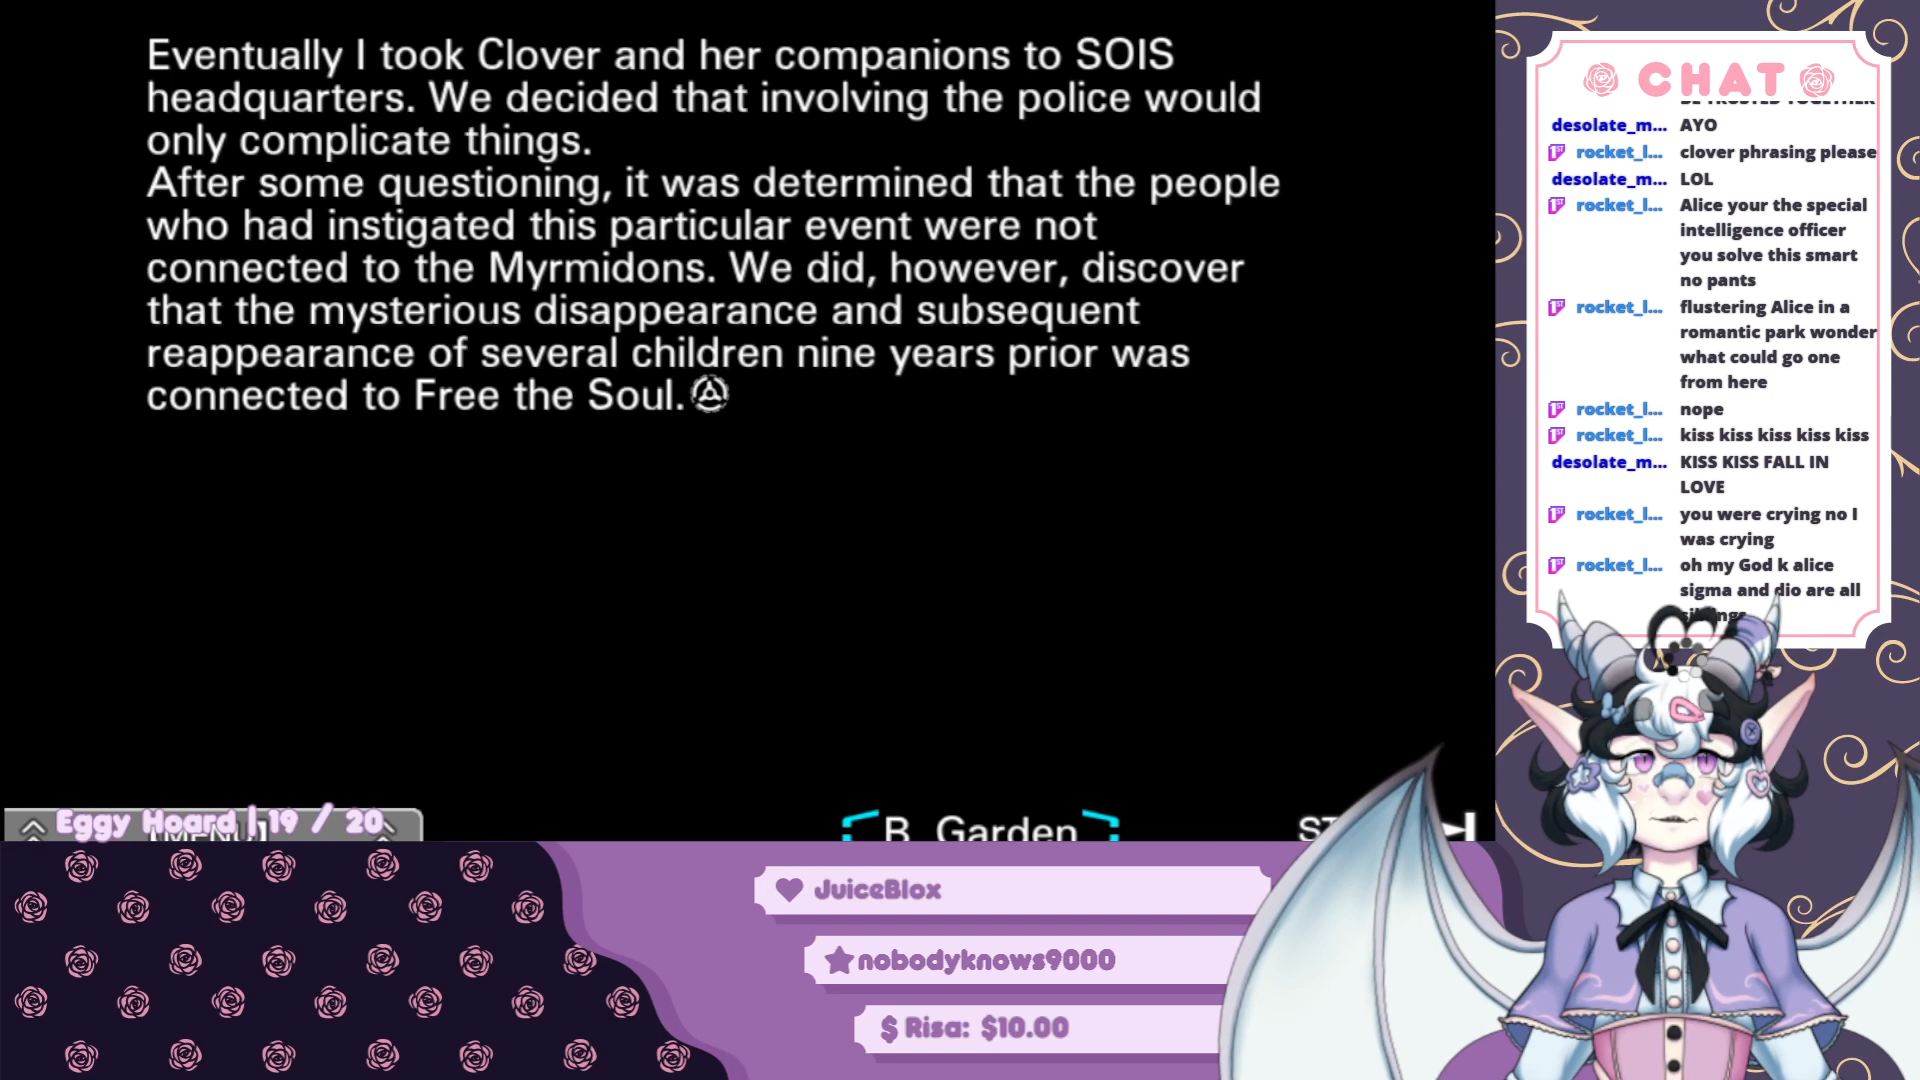 Eventually I took Clover and her companions to SOIS
headquarters. We decided that involving the police would
only complicate things.
After some questioning, it was determined that the people
who had instigated this particular event were not
connected to the Myrmidons. We did, however, discover
that the mysterious disappearance and subsequent
reappearance of several children nine years prior was
connected to Free the Soul.
Eggy Hoard | 19 / 20
MENU
B. Garden
JuiceBlox
nobodyknows9000
$ Risa: $10.00
CHAT
BE TRUSTED TOGETHER
desolate_m... AYO
rocket_l... clover phrasing please
desolate_m... LOL
rocket_l... Alice your the special
intelligence officer
you solve this smart
no pants
rocket_l... flustering Alice in a
romantic park wonder
what could go one
from here
rocket_l... nope
rocket_l... kiss kiss kiss kiss kiss
desolate_m... KISS KISS FALL IN
LOVE
rocket_l... you were crying no I
was crying
rocket_l... oh my God k alice
sigma and dio are all